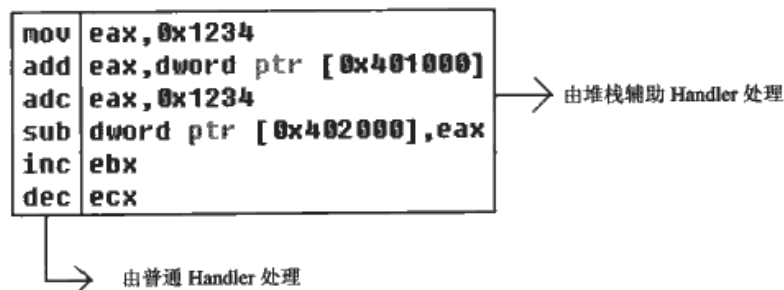 mov eax,0x1234
add eax,dword ptr [0x401000]
adc eax,0x1234
sub dword ptr [0x402000],eax
inc ebx
dec ecx
由堆栈辅助 Handler 处理
由普通 Handler 处理